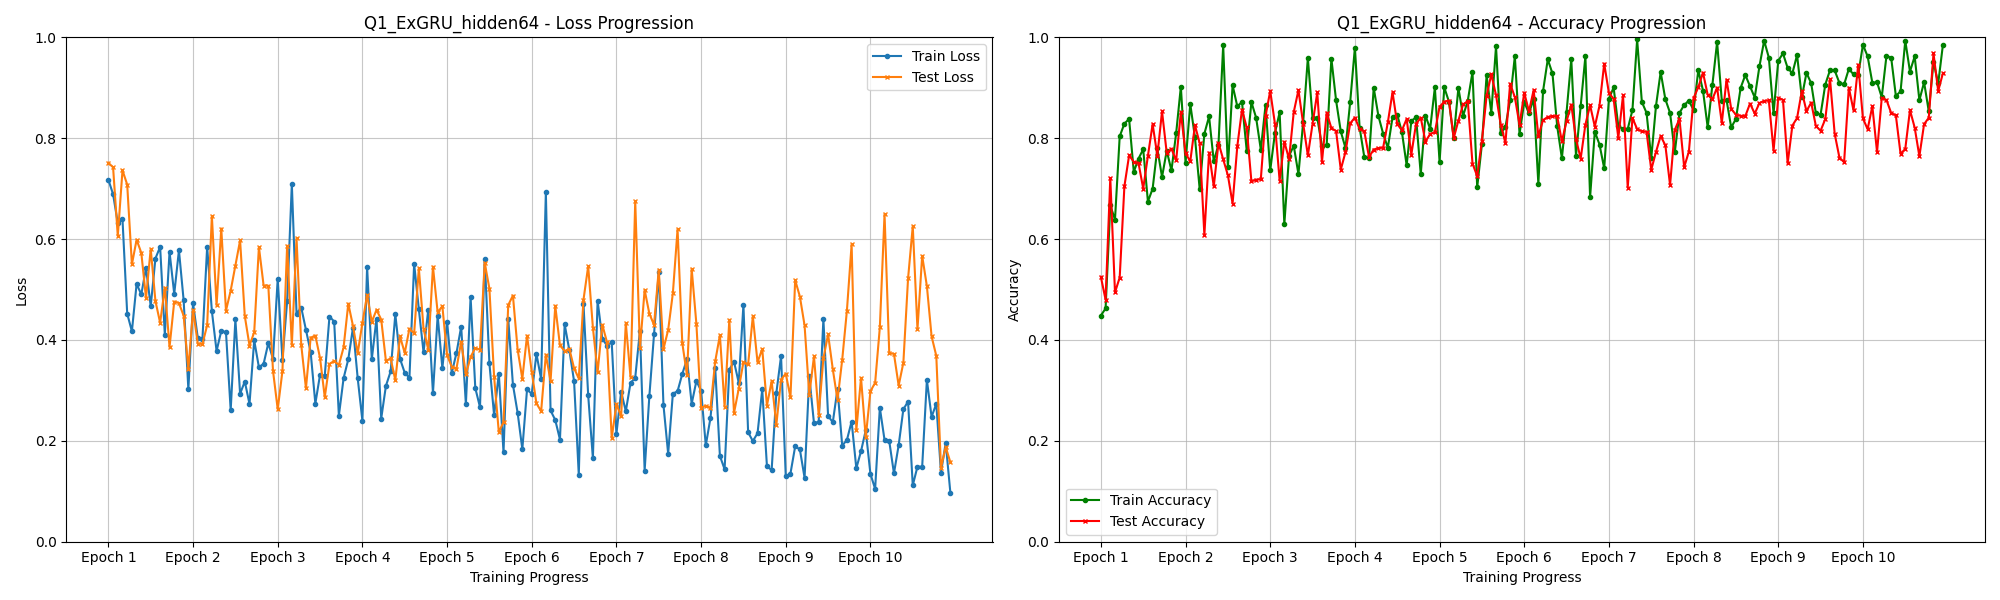 Q1_ExGRU_hidden64 - Loss Progression
1.0
0.8
0.6
0.4
0.2
0.0
Loss
Train Loss
Test Loss
Epoch 1 Epoch 2 Epoch 3 Epoch 4 Epoch 5 Epoch 6 Epoch 7 Epoch 8 Epoch 9 Epoch 10
Training Progress
Q1_ExGRU_hidden64 - Accuracy Progression
1.0
0.8
0.6
0.4
0.2
0.0
Accuracy
Train Accuracy
Test Accuracy
Epoch 1 Epoch 2 Epoch 3 Epoch 4 Epoch 5 Epoch 6 Epoch 7 Epoch 8 Epoch 9 Epoch 10
Training Progress